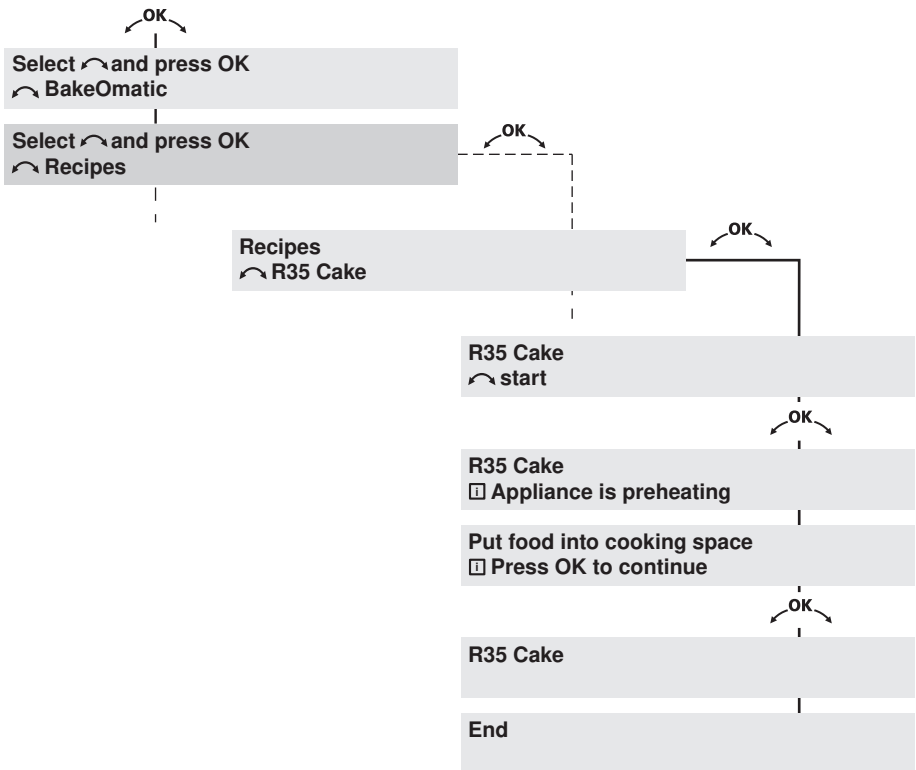 OK
Select and press OK
BakeOmatic
Select and press OK
Recipes
OK
Recipes
R35 Cake
OK
R35 Cake
start
OK
R35 Cake
i Appliance is preheating
Put food into cooking space
i Press OK to continue
OK
R35 Cake
End